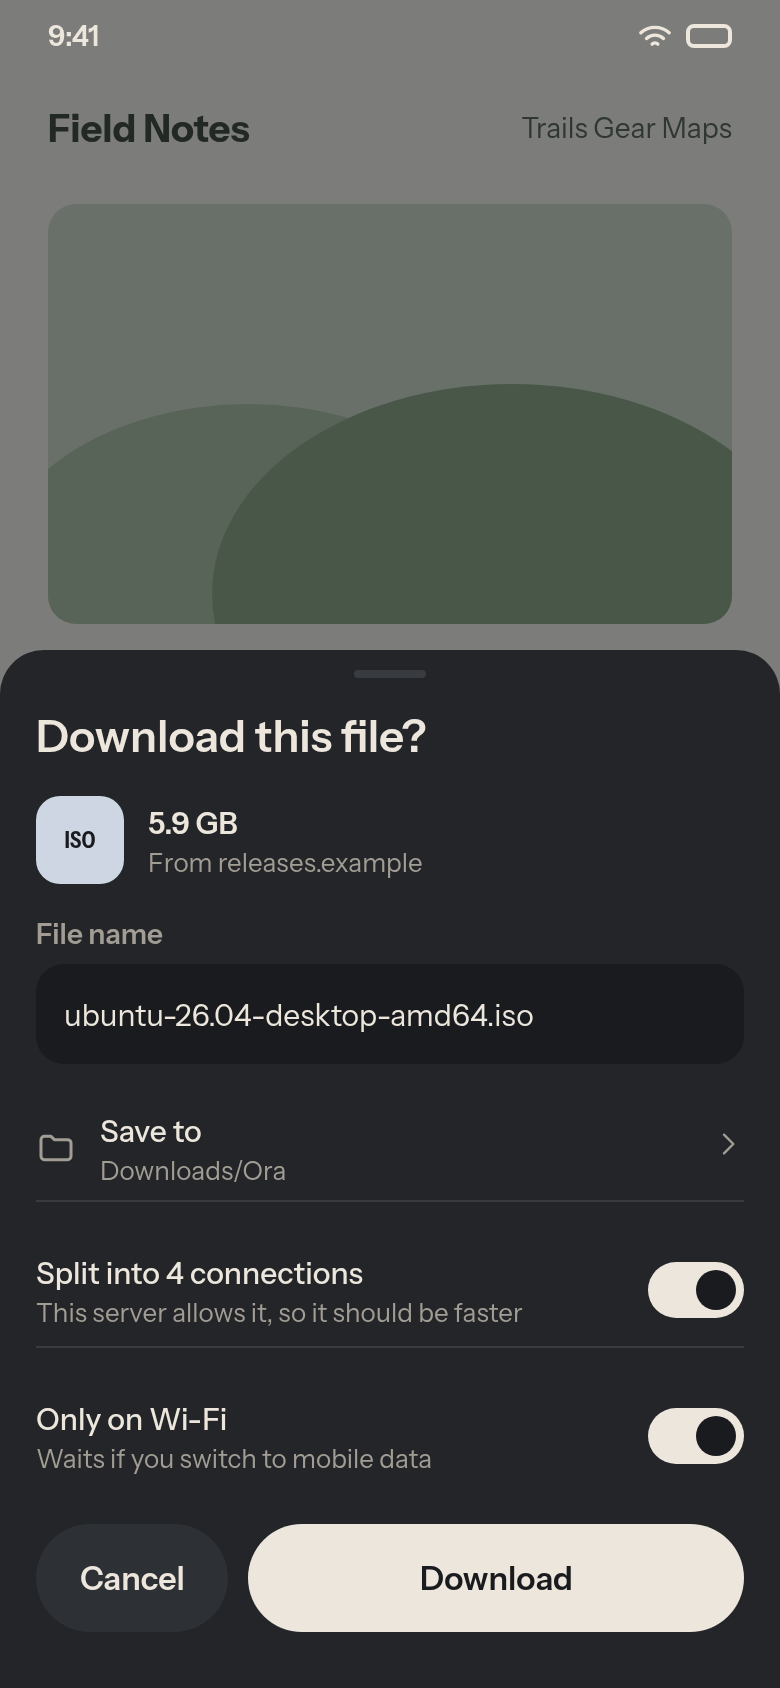 9:41
Field Notes
Trails Gear Maps
Download this file?
ISO
5.9 GB
From releases.example
File name
ubuntu-26.04-desktop-amd64.iso
Save to
Downloads/Ora
Split into 4 connections
This server allows it, so it should be faster
Only on Wi-Fi
Waits if you switch to mobile data
Cancel
Download